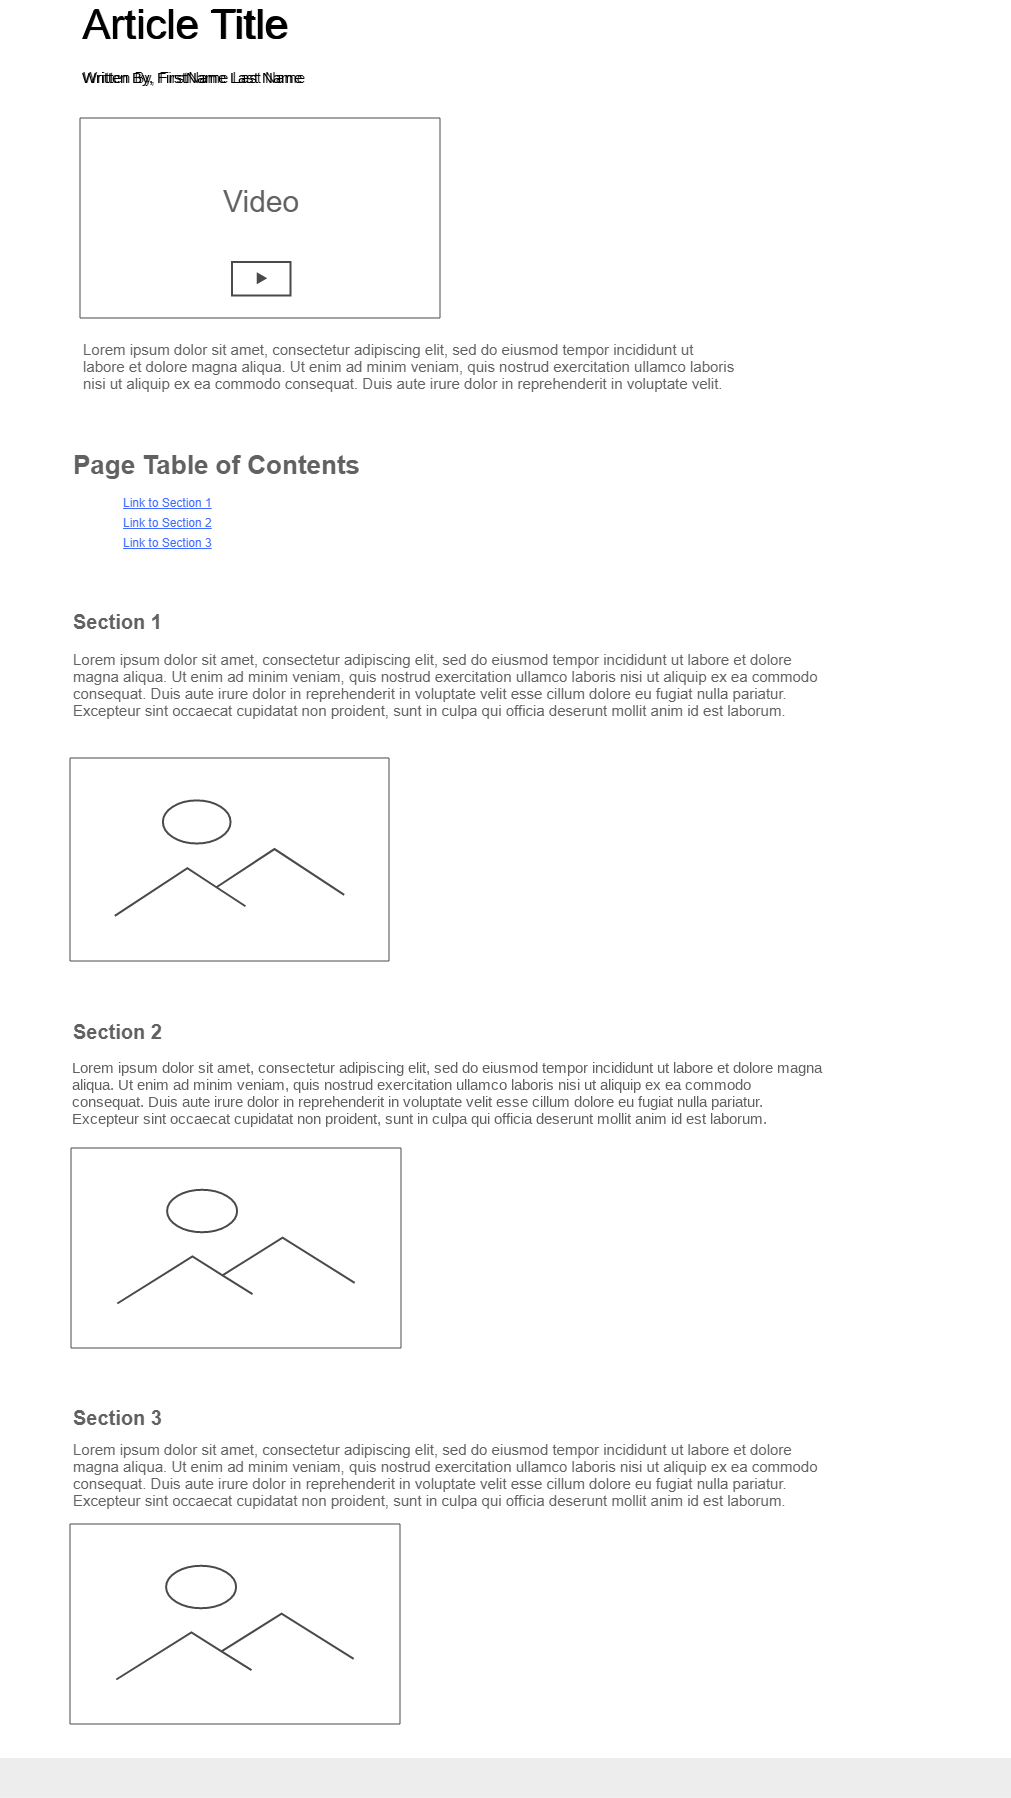 Article Title
Written By, FirstName Last Name
Video
Lorem ipsum dolor sit amet, consectetur adipiscing elit, sed do eiusmod tempor incididunt ut
labore et dolore magna aliqua. Ut enim ad minim veniam, quis nostrud exercitation ullamco laboris
nisi ut aliquip ex ea commodo consequat. Duis aute irure dolor in reprehenderit in voluptate velit.
Page Table of Contents
Link to Section 1
Link to Section 2
Link to Section 3
Section 1
Lorem ipsum dolor sit amet, consectetur adipiscing elit, sed do eiusmod tempor incididunt ut labore et dolore
magna aliqua. Ut enim ad minim veniam, quis nostrud exercitation ullamco laboris nisi ut aliquip ex ea commodo
consequat. Duis aute irure dolor in reprehenderit in voluptate velit esse cillum dolore eu fugiat nulla pariatur.
Excepteur sint occaecat cupidatat non proident, sunt in culpa qui officia deserunt mollit anim id est laborum.
Section 2
Lorem ipsum dolor sit amet, consectetur adipiscing elit, sed do eiusmod tempor incididunt ut labore et dolore magna
aliqua. Ut enim ad minim veniam, quis nostrud exercitation ullamco laboris nisi ut aliquip ex ea commodo
consequat. Duis aute irure dolor in reprehenderit in voluptate velit esse cillum dolore eu fugiat nulla pariatur.
Excepteur sint occaecat cupidatat non proident, sunt in culpa qui officia deserunt mollit anim id est laborum.
Section 3
Lorem ipsum dolor sit amet, consectetur adipiscing elit, sed do eiusmod tempor incididunt ut labore et dolore
magna aliqua. Ut enim ad minim veniam, quis nostrud exercitation ullamco laboris nisi ut aliquip ex ea commodo
consequat. Duis aute irure dolor in reprehenderit in voluptate velit esse cillum dolore eu fugiat nulla pariatur.
Excepteur sint occaecat cupidatat non proident, sunt in culpa qui officia deserunt mollit anim id est laborum.